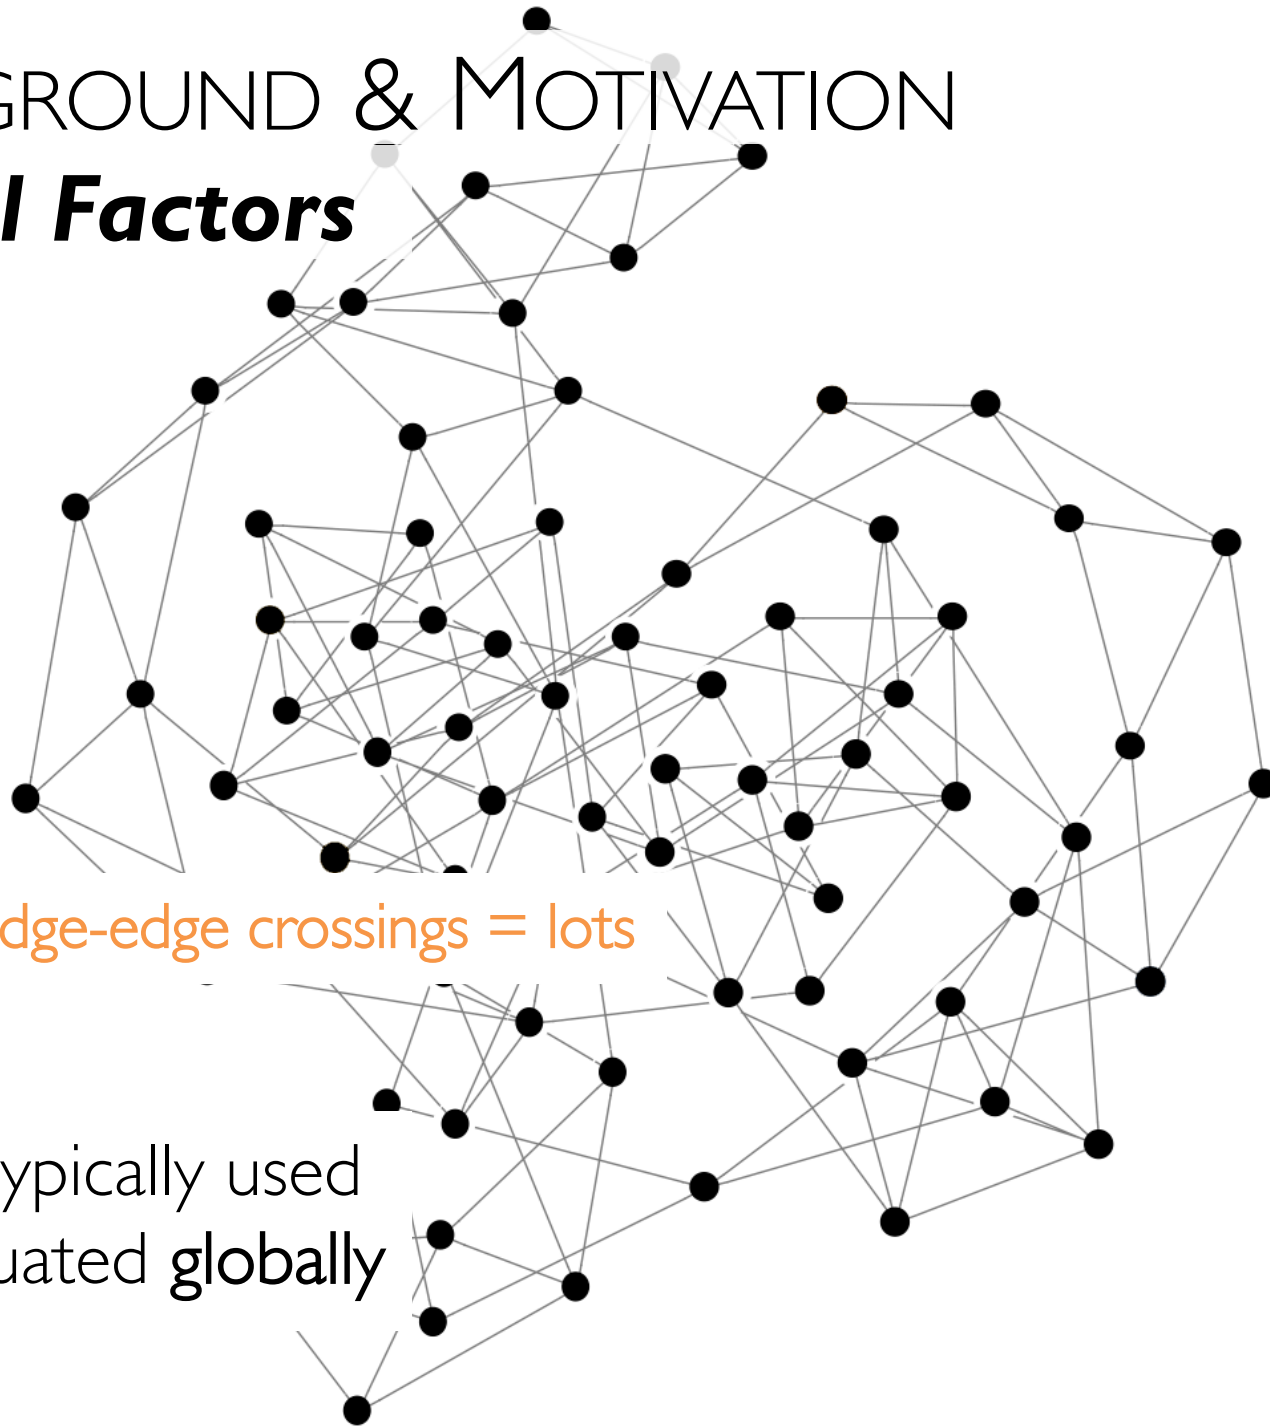 GROUND & MOTIVATION
l Factors
dge-edge crossings = lots
ypically used
uated globally